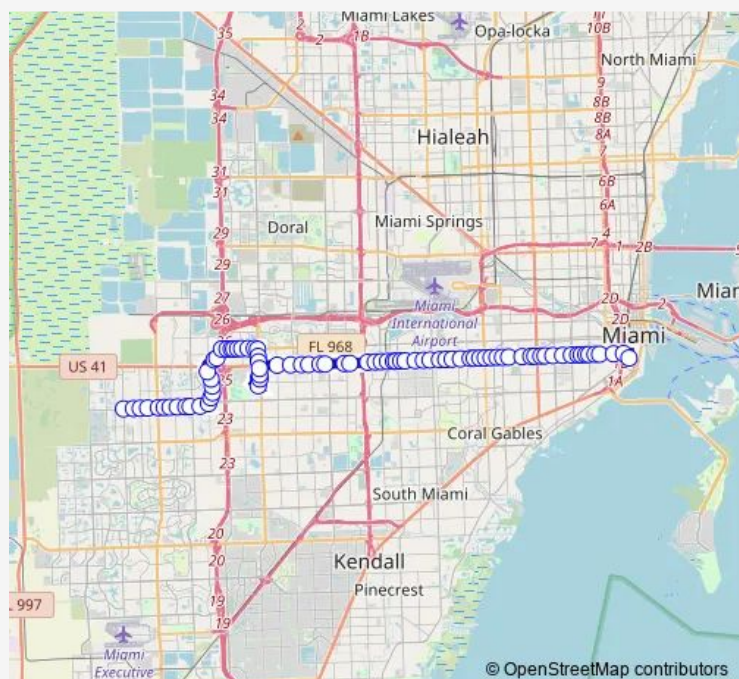 Miami Lakes
Opa-locka
35
2
2
1B
10B
North Miami
35
9
34
8B
34
8B
8A
Hialeah
7
31
31
6B
6A
Doral
Miami Springs
29
4
7
1
2B
29
27
Miami
International
Airport
2D
2
26
2D
Miami
FL 968
US 41
25
1A
23
Coral Gables
23
South Miami
20
20
Kendall
Pinecrest
997
19
19
Miami
Executive
© OpenStreetMap contributors